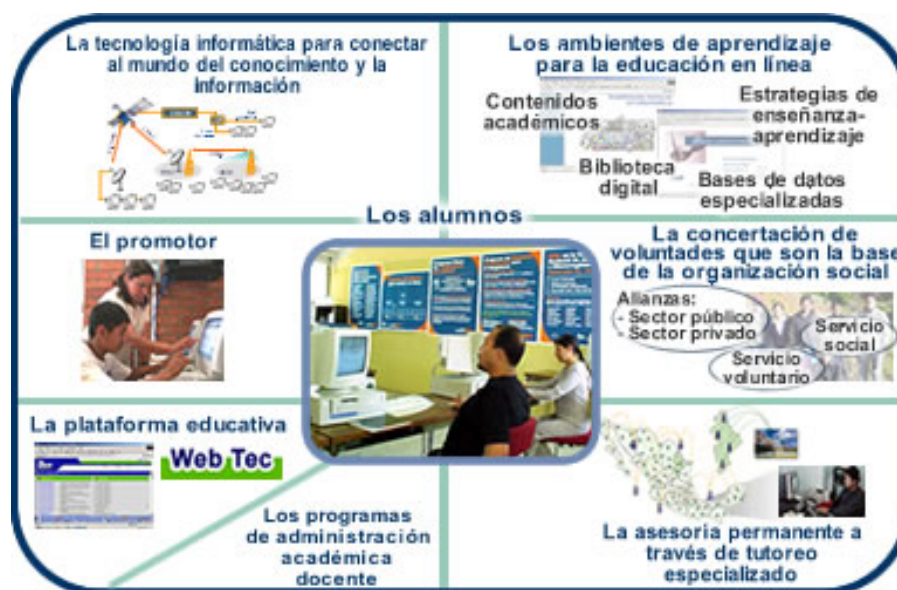 La tecnología informática para conectar
al mundo del conocimiento y la
información
Los ambientes de aprendizaje
para la educación en línea
Contenidos
académicos
Estrategias de
enseñanza-
aprendizaje
Biblioteca
digital
Bases de datos
especializadas
Los alumnos
El promotor
La concertación de
voluntades que son la base
de la organización social
Alianzas:
- Sector público
- Sector privado
Servicio
social
Servicio
voluntario
La plataforma educativa
Web Tec
Los programas
de administración
académica
docente
La asesoria permanente a
través de tutoreo
especializado